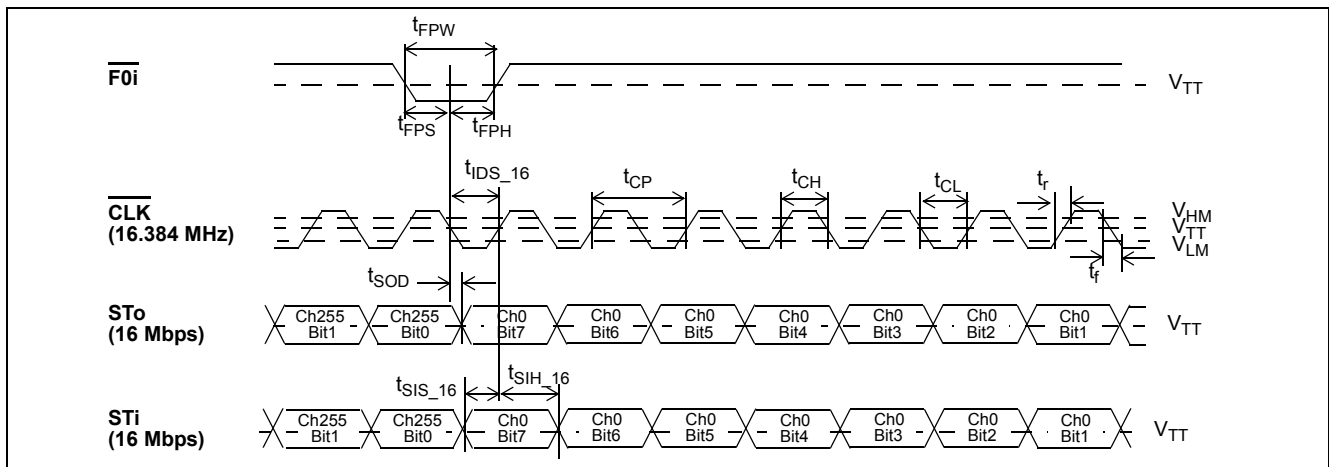 tFPW
F0i
VTT
tFPS tFPH
tIDS_16
tCP tCH tCL tr
CLK
(16.384 MHz)
VHM
VTT
VLM
tf
tSOD
STo
(16 Mbps)
Ch255 Ch255 Ch0 Ch0 Ch0 Ch0 Ch0 Ch0 Ch0
Bit1 Bit0 Bit7 Bit6 Bit5 Bit4 Bit3 Bit2 Bit1
VTT
tSIS_16 tSIH_16
STi
(16 Mbps)
Ch255 Ch255 Ch0 Ch0 Ch0 Ch0 Ch0 Ch0 Ch0
Bit1 Bit0 Bit7 Bit6 Bit5 Bit4 Bit3 Bit2 Bit1
VTT